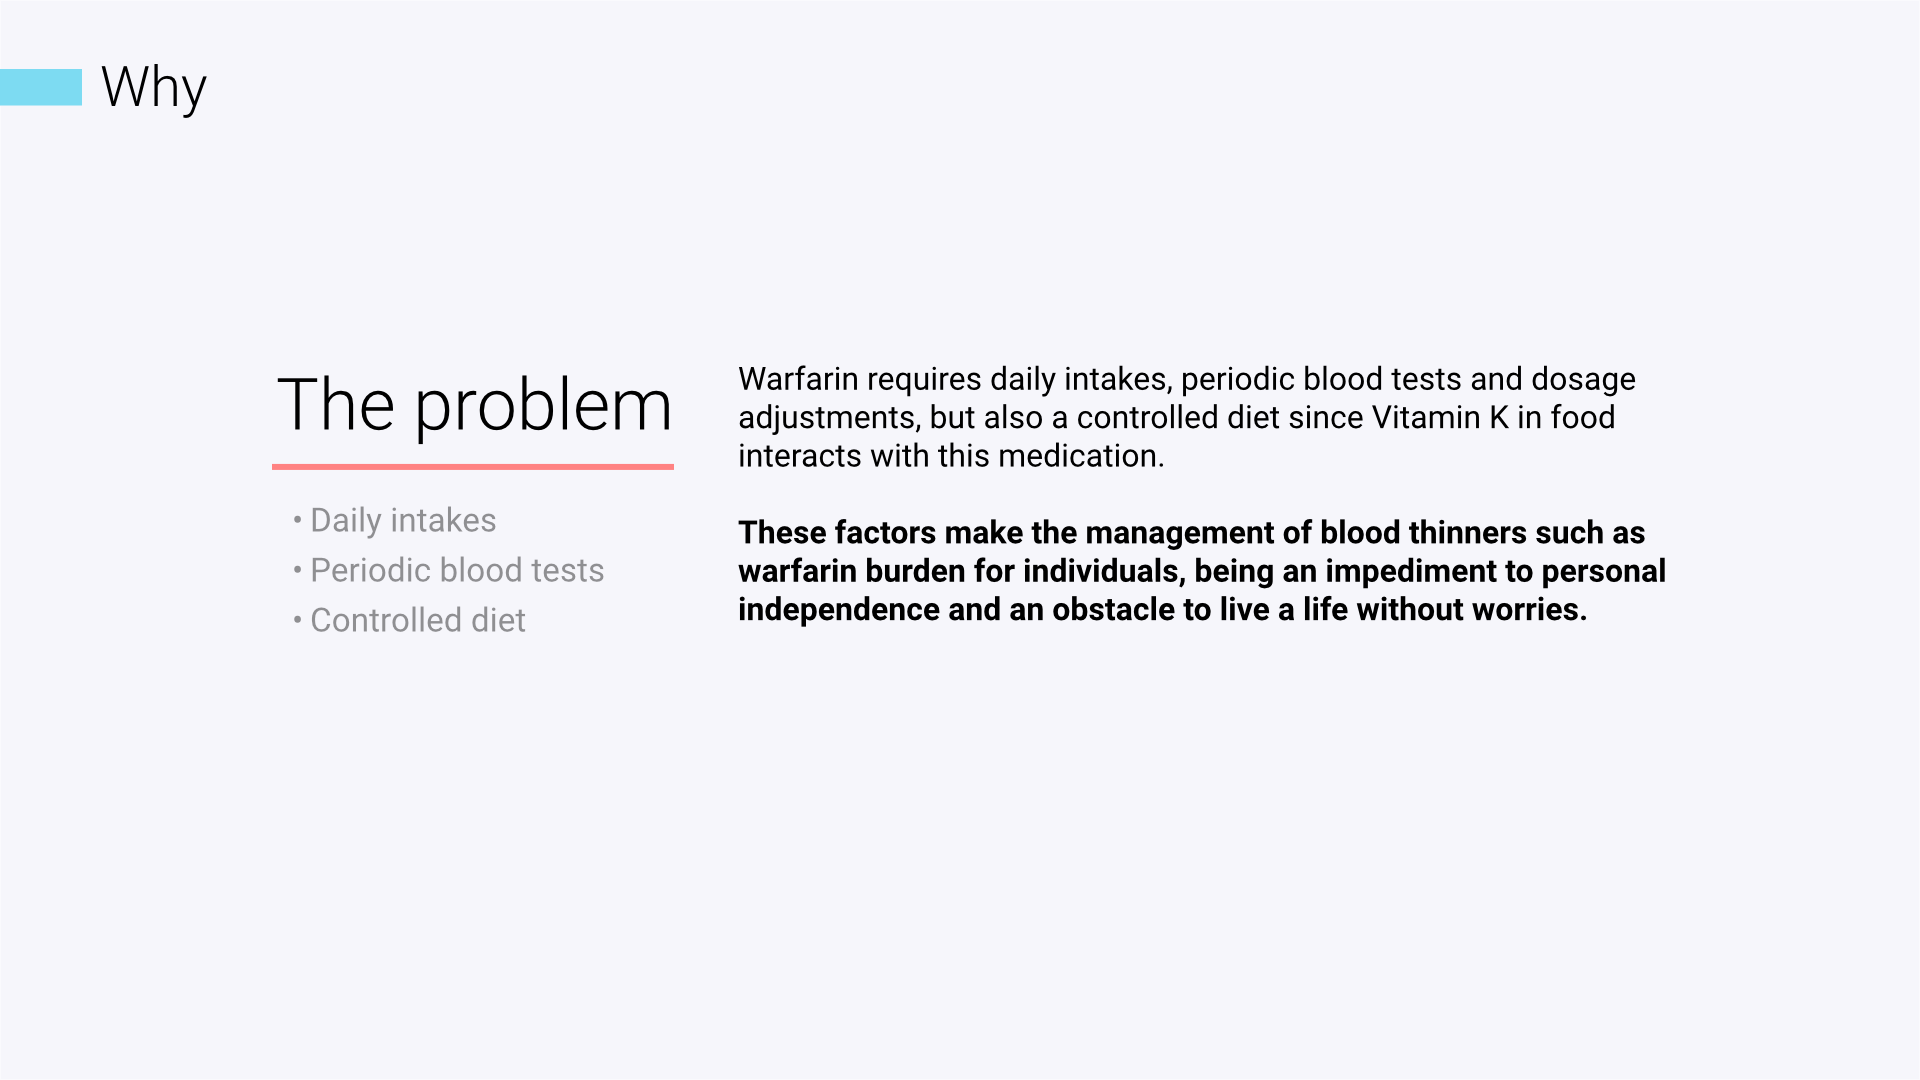 Why
The problem
• Daily intakes
• Periodic blood tests
• Controlled diet
Warfarin requires daily intakes, periodic blood tests and dosage
adjustments, but also a controlled diet since Vitamin K in food
interacts with this medication.
These factors make the management of blood thinners such as
warfarin burden for individuals, being an impediment to personal
independence and an obstacle to live a life without worries.